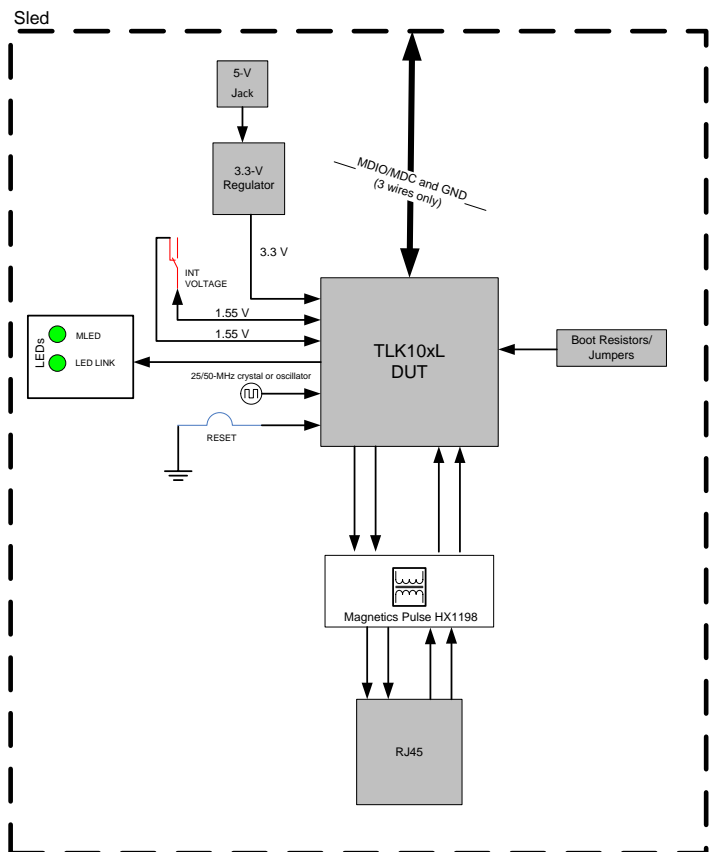 Sled
5-V
Jack
3.3-V
Regulator
MDIO/MDC and GND
(3 wires only)
3.3 V
INT
VOLTAGE
1.55 V
1.55 V
LEDs
MLED
LED LINK
TLK10xL
DUT
Boot Resistors/
Jumpers
25/50-MHz crystal or oscillator
RESET
Magnetics Pulse HX1198
RJ45